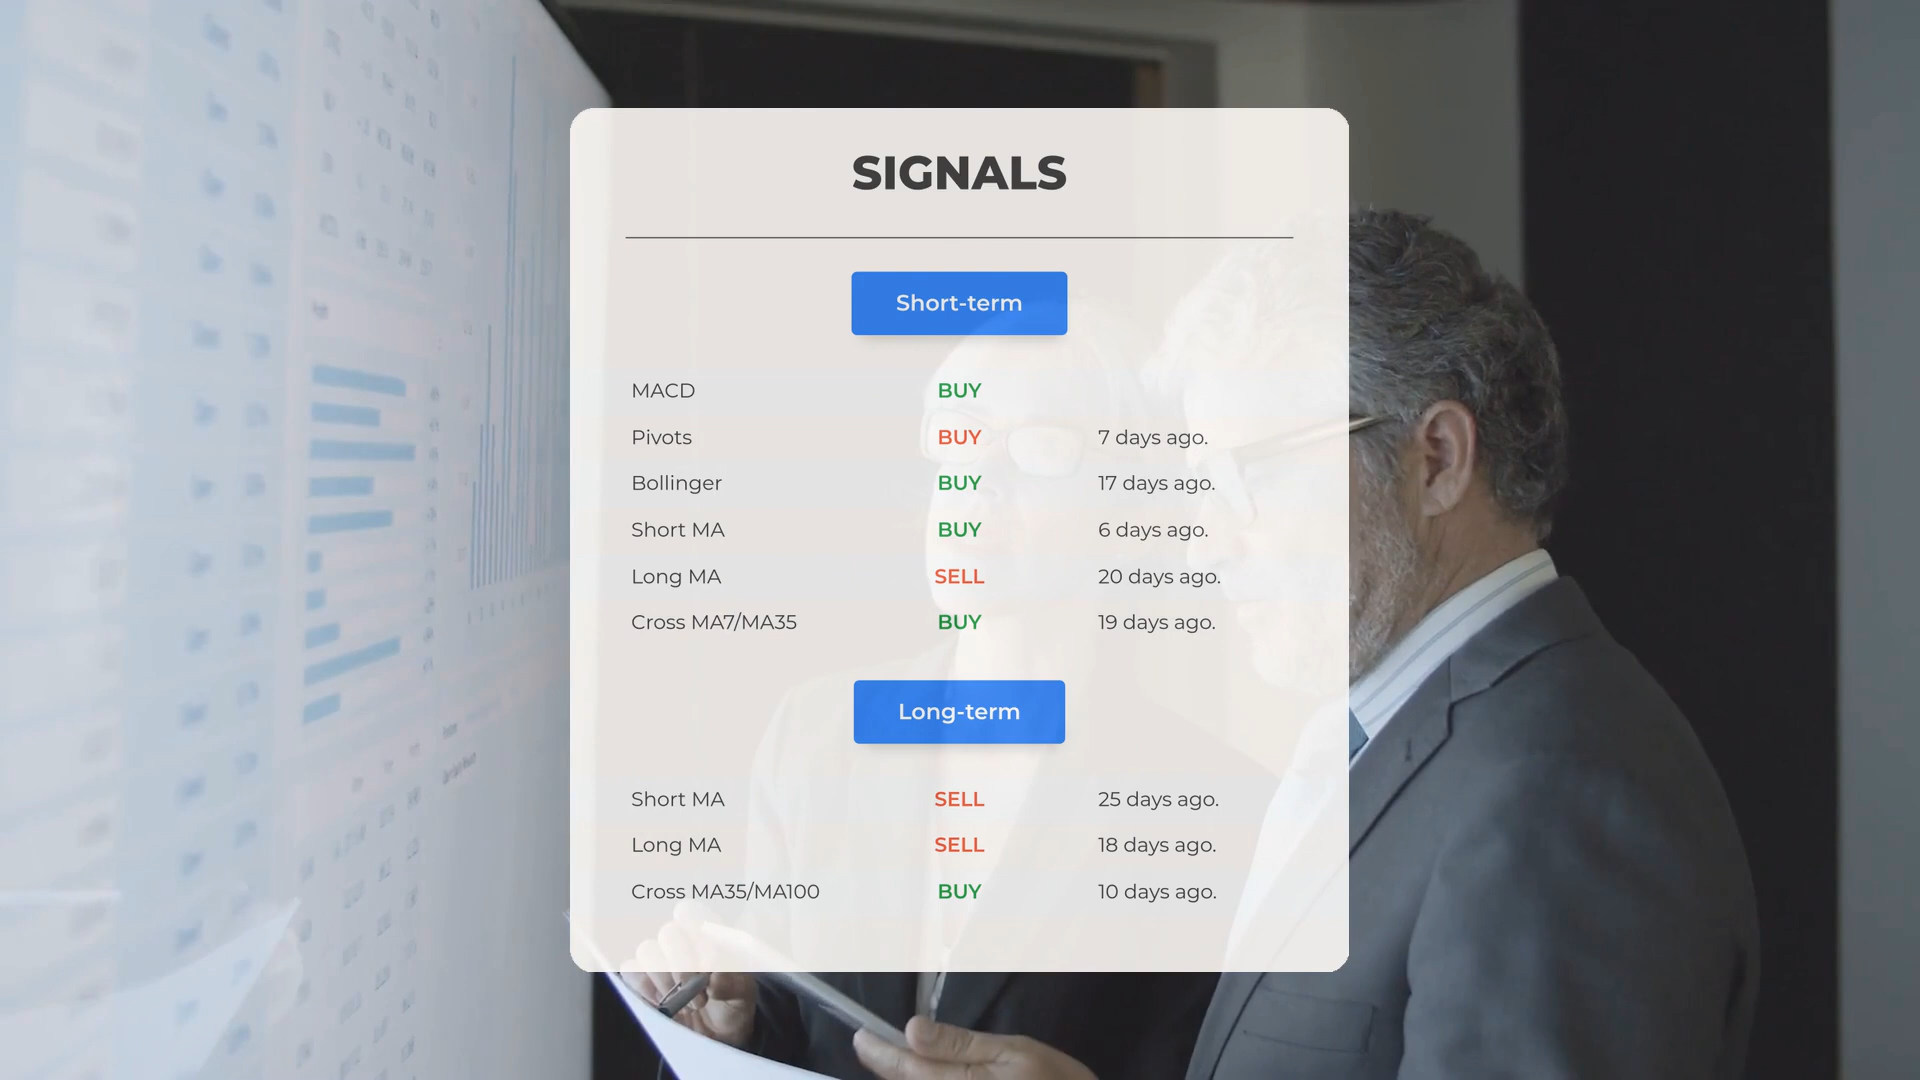 SIGNALS
Short-term
MACD BUY
Pivots BUY 7 days ago.
Bollinger BUY 17 days ago.
Short MA BUY 6 days ago.
Long MA SELL 20 days ago.
Cross MA7/MA35 BUY 19 days ago.
Long-term
Short MA SELL 25 days ago.
Long MA SELL 18 days ago.
Cross MA35/MA100 BUY 10 days ago.